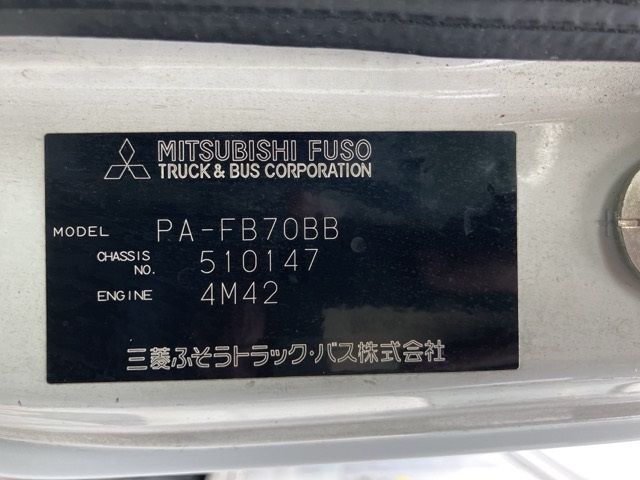 MITSUBISHI FUSO
TRUCK & BUS CORPORATION
MODEL PA-FB70BB
CHASSIS NO. 510147
ENGINE 4M42
三菱ふそうトラック・バス株式会社